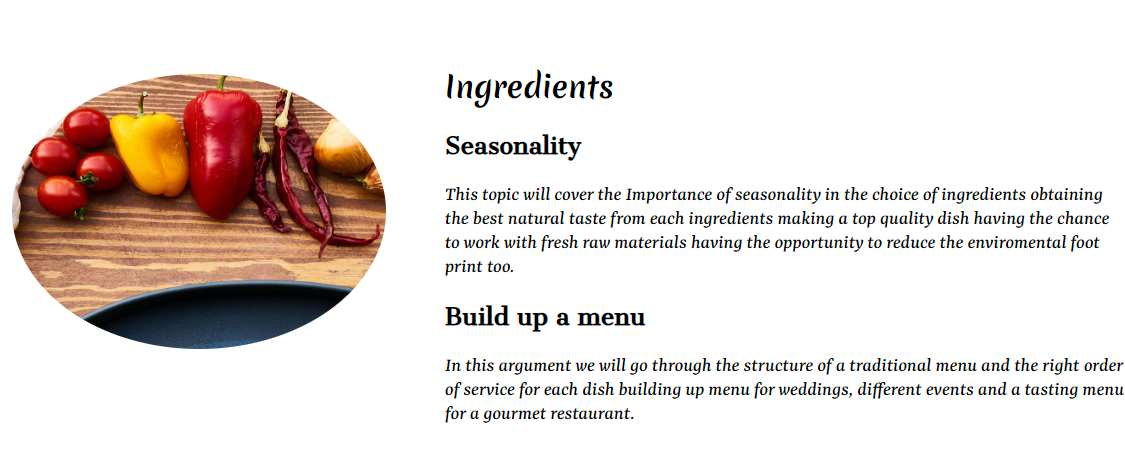 Ingredients
Seasonality
This topic will cover the Importance of seasonality in the choice of ingredients obtaining
the best natural taste from each ingredients making a top quality dish having the chance
to work with fresh raw materials having the opportunity to reduce the enviromental foot
print too.
Build up a menu
In this argument we will go through the structure of a traditional menu and the right order
of service for each dish building up menu for weddings, different events and a tasting menu
for a gourmet restaurant.